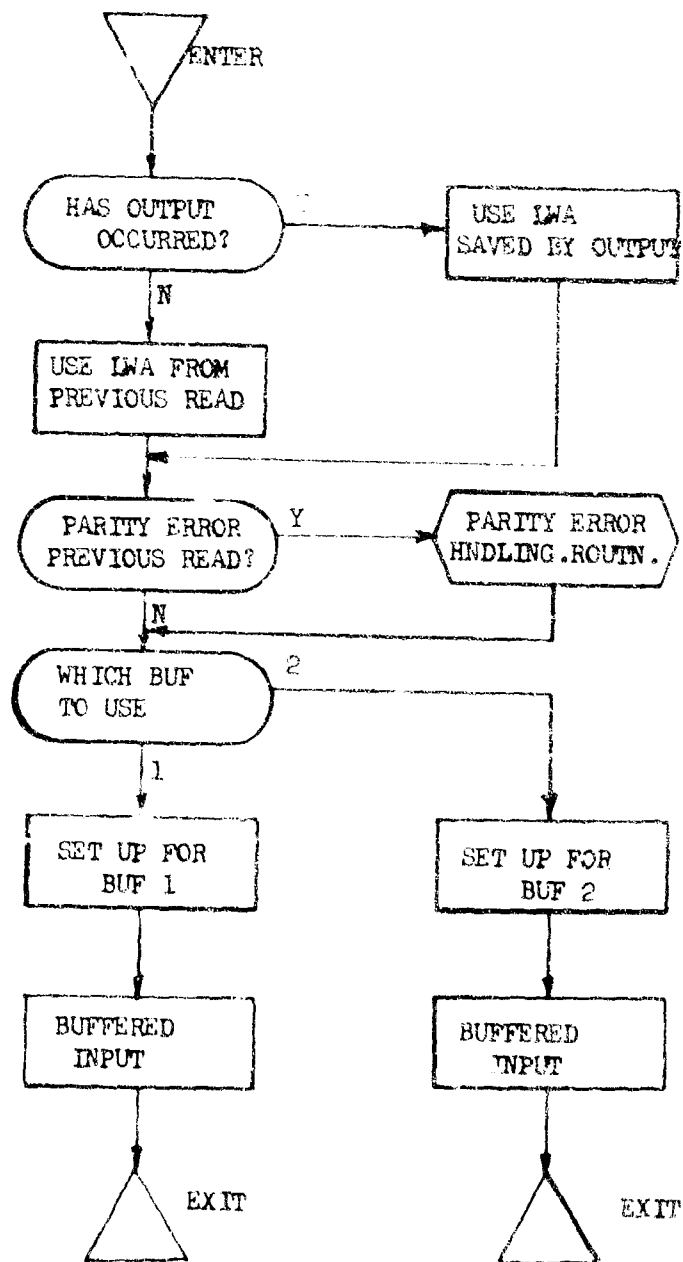 ENTER
HAS OUTPUT
OCCURRED?
USE LWA
SAVED BY OUTPUT
N
USE LWA FROM
PREVIOUS READ
PARITY ERROR
PREVIOUS READ?
Y
PARITY ERROR
HNDLING.ROUTN.
N
WHICH BUF
TO USE
2
1
SET UP FOR
BUF 1
SET UP FOR
BUF 2
BUFFERED
INPUT
BUFFERED
INPUT
EXIT
EXIT